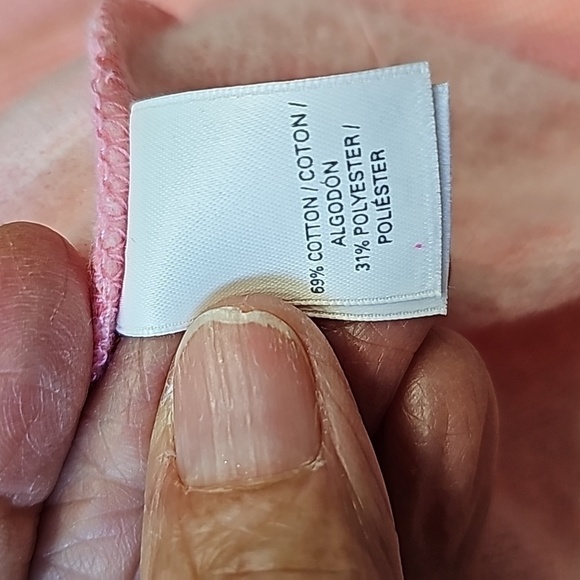 69% COTTON / COTON /
ALGODÓN
31% POLYESTER /
POLIÉSTER